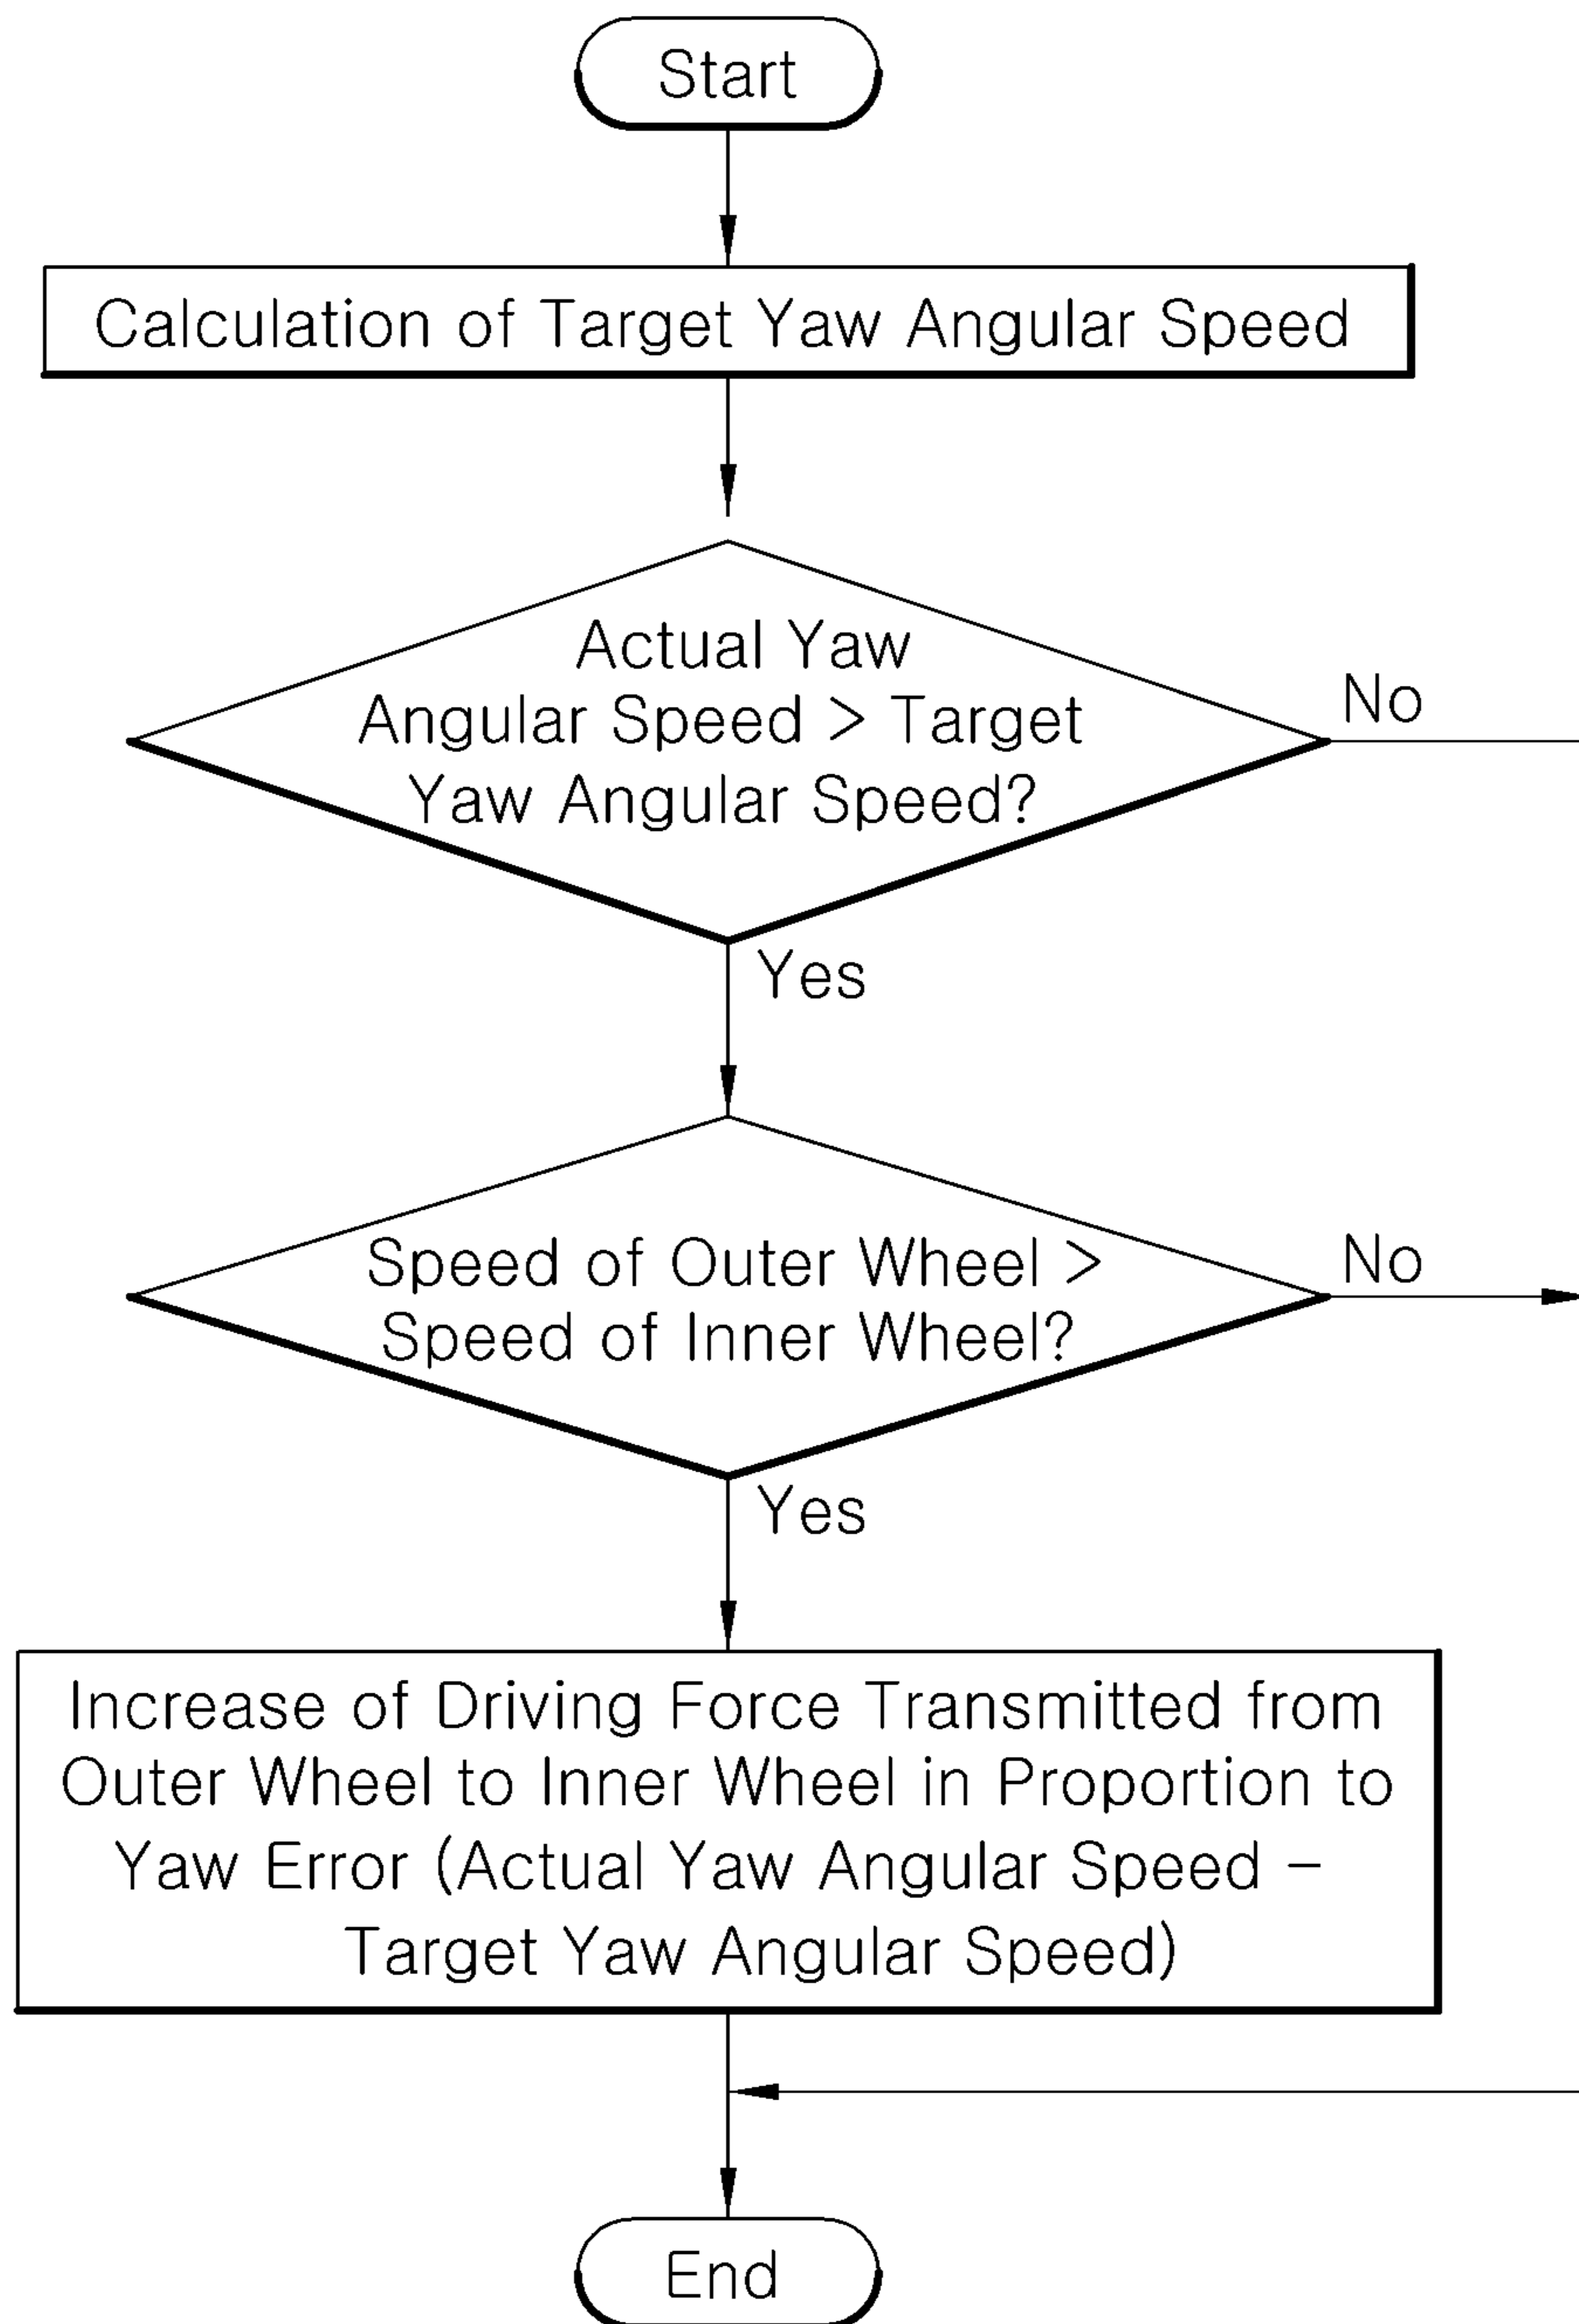 Start
Calculation of Target Yaw Angular Speed
Actual Yaw
Angular Speed > Target
Yaw Angular Speed?
No
Yes
Speed of Outer Wheel >
Speed of Inner Wheel?
No
Yes
Increase of Driving Force Transmitted from
Outer Wheel to Inner Wheel in Proportion to
Yaw Error (Actual Yaw Angular Speed –
Target Yaw Angular Speed)
End